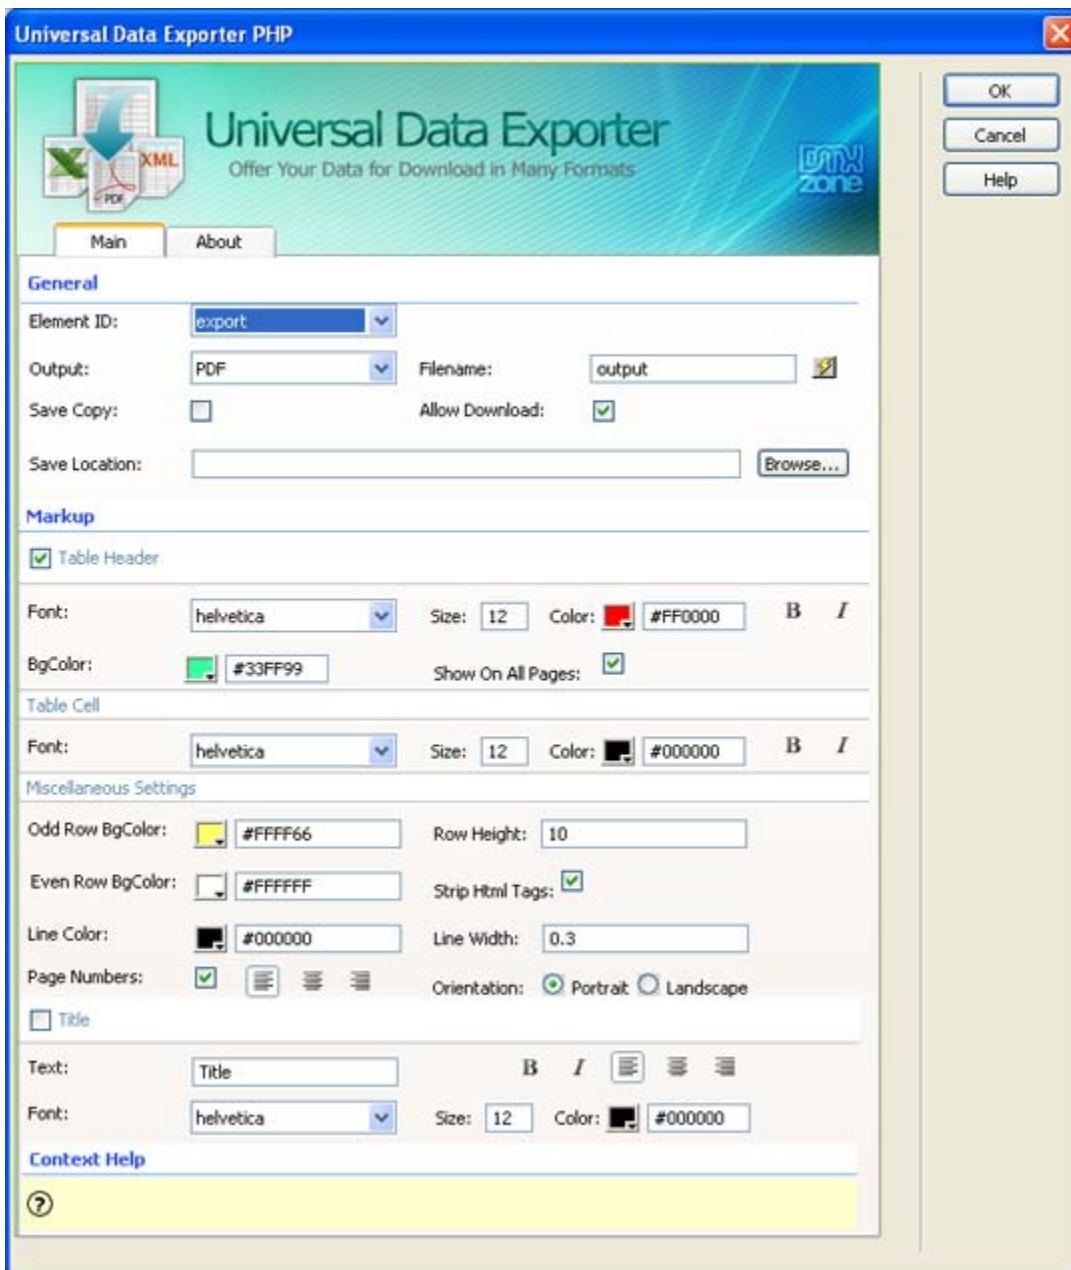 Universal Data Exporter PHP
OK
Cancel
Help
XML
PDF
Universal Data Exporter
Offer Your Data for Download in Many Formats
DMX
zone
Main About
General
Element ID: export
Output: PDF Filename: output
Save Copy: Allow Download:
Save Location: Browse...
Markup
Table Header
Font: helvetica Size: 12 Color: #FF0000 B I
BgColor: #33FF99 Show On All Pages:
Table Cell
Font: helvetica Size: 12 Color: #000000 B I
Miscellaneous Settings
Odd Row BgColor: #FFFF66 Row Height: 10
Even Row BgColor: #FFFFFF Strip Html Tags:
Line Color: #000000 Line Width: 0.3
Page Numbers: Orientation: Portrait Landscape
Title
Text: Title B I
Font: helvetica Size: 12 Color: #000000
Context Help
?